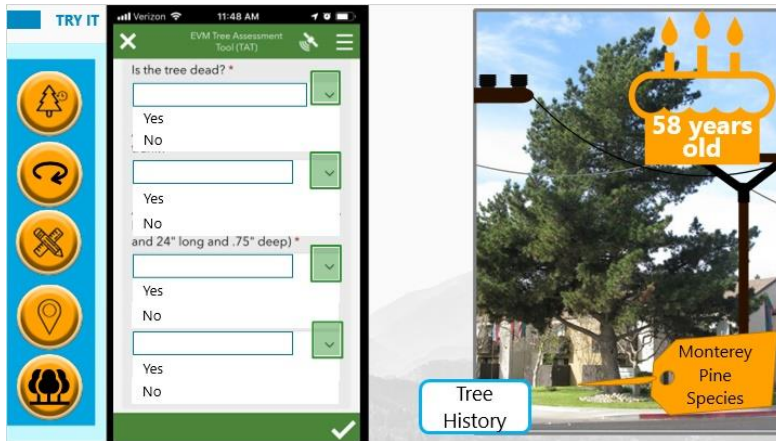 TRY IT
Verizon 11:48 AM
EVM Tree Assessment
Tool (TAT)
Is the tree dead? *
Yes
No
Yes
No
and 24" long and .75" deep) *
Yes
No
Yes
No
58 years
old
Monterey
Pine
Species
Tree
History